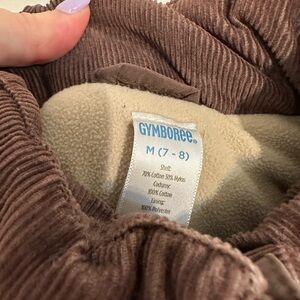 GYMBOREE®
M (7 - 8)
Shell:
70% Cotton 30% Nylon
Corduroy:
100% Cotton
Lining:
100% Polyester